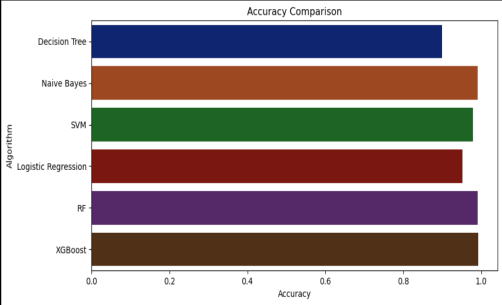 Accuracy Comparison
Decision Tree
Naive Bayes
SVM
Logistic Regression
RF
XGBoost
Algorithm
0.0 0.2 0.4 0.6 0.8 1.0
Accuracy